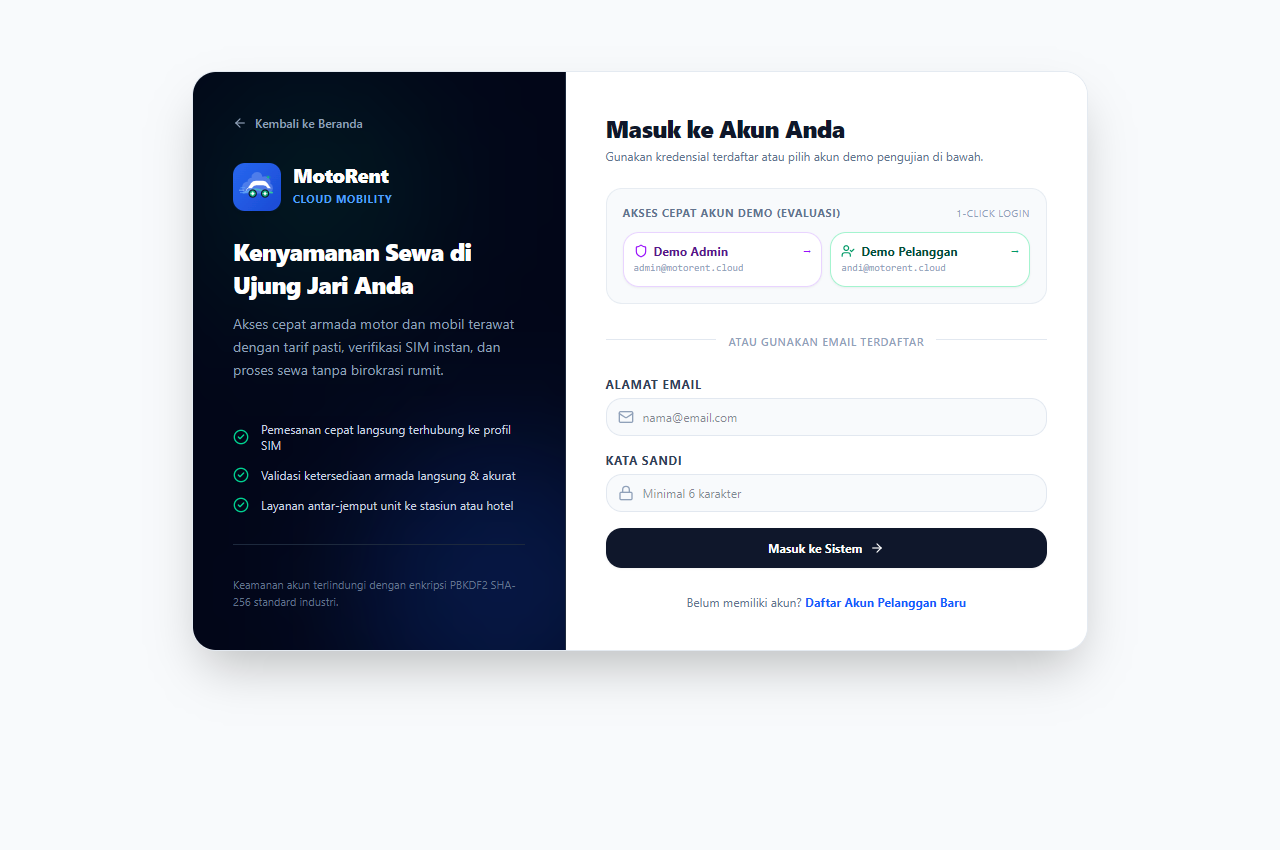 Kembali ke Beranda
MotoRent
CLOUD MOBILITY
Kenyamanan Sewa di
Ujung Jari Anda
Akses cepat armada motor dan mobil terawat
dengan tarif pasti, verifikasi SIM instan, dan
proses sewa tanpa birokrasi rumit.
Pemesanan cepat langsung terhubung ke profil
SIM
Validasi ketersediaan armada langsung & akurat
Layanan antar-jemput unit ke stasiun atau hotel
Keamanan akun terlindungi dengan enkripsi PBKDF2 SHA-
256 standard industri.
Masuk ke Akun Anda
Gunakan kredensial terdaftar atau pilih akun demo pengujian di bawah.
AKSES CEPAT AKUN DEMO (EVALUASI) 1-CLICK LOGIN
Demo Admin →
admin@motorent.cloud
Demo Pelanggan →
andi@motorent.cloud
ATAU GUNAKAN EMAIL TERDAFTAR
ALAMAT EMAIL
nama@email.com
KATA SANDI
Minimal 6 karakter
Masuk ke Sistem
Belum memiliki akun? Daftar Akun Pelanggan Baru